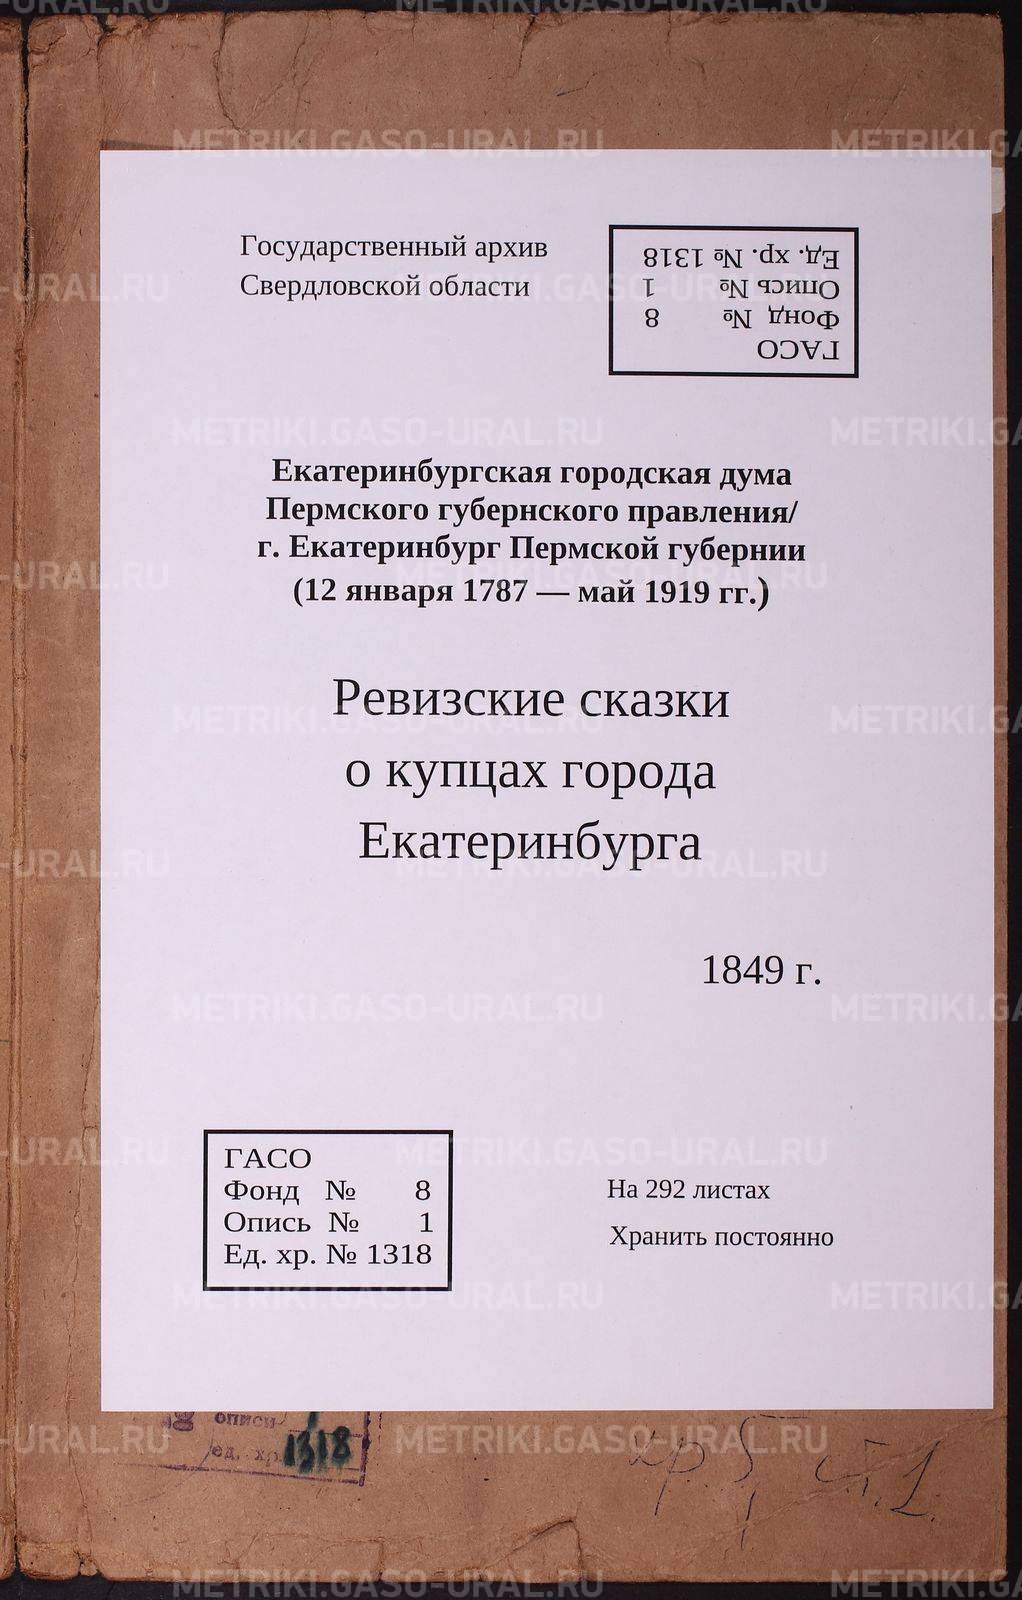 Государственный архив
Свердловской области
Ед. хр. № 1318
Опись № 1
Фонд № 8
ГАСО
Екатеринбургская городская дума
Пермского губернского правления/
г. Екатеринбург Пермской губернии
(12 января 1787 — май 1919 гг.)
Ревизские сказки
о купцах города
Екатеринбурга
1849 г.
ГАСО
Фонд № 8
Опись № 1
Ед. хр. № 1318
На 292 листах
Хранить постоянно
описи
ед. хр. 1318
METRIKI.GASO-URAL.RU